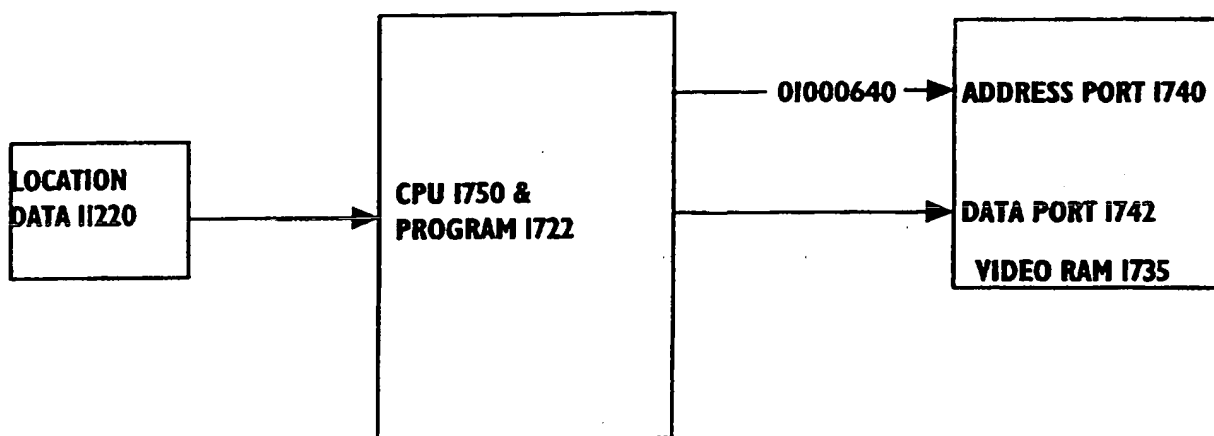 LOCATION
DATA 11220
CPU 1750 &
PROGRAM 1722
01000640
ADDRESS PORT 1740
DATA PORT 1742
VIDEO RAM 1735